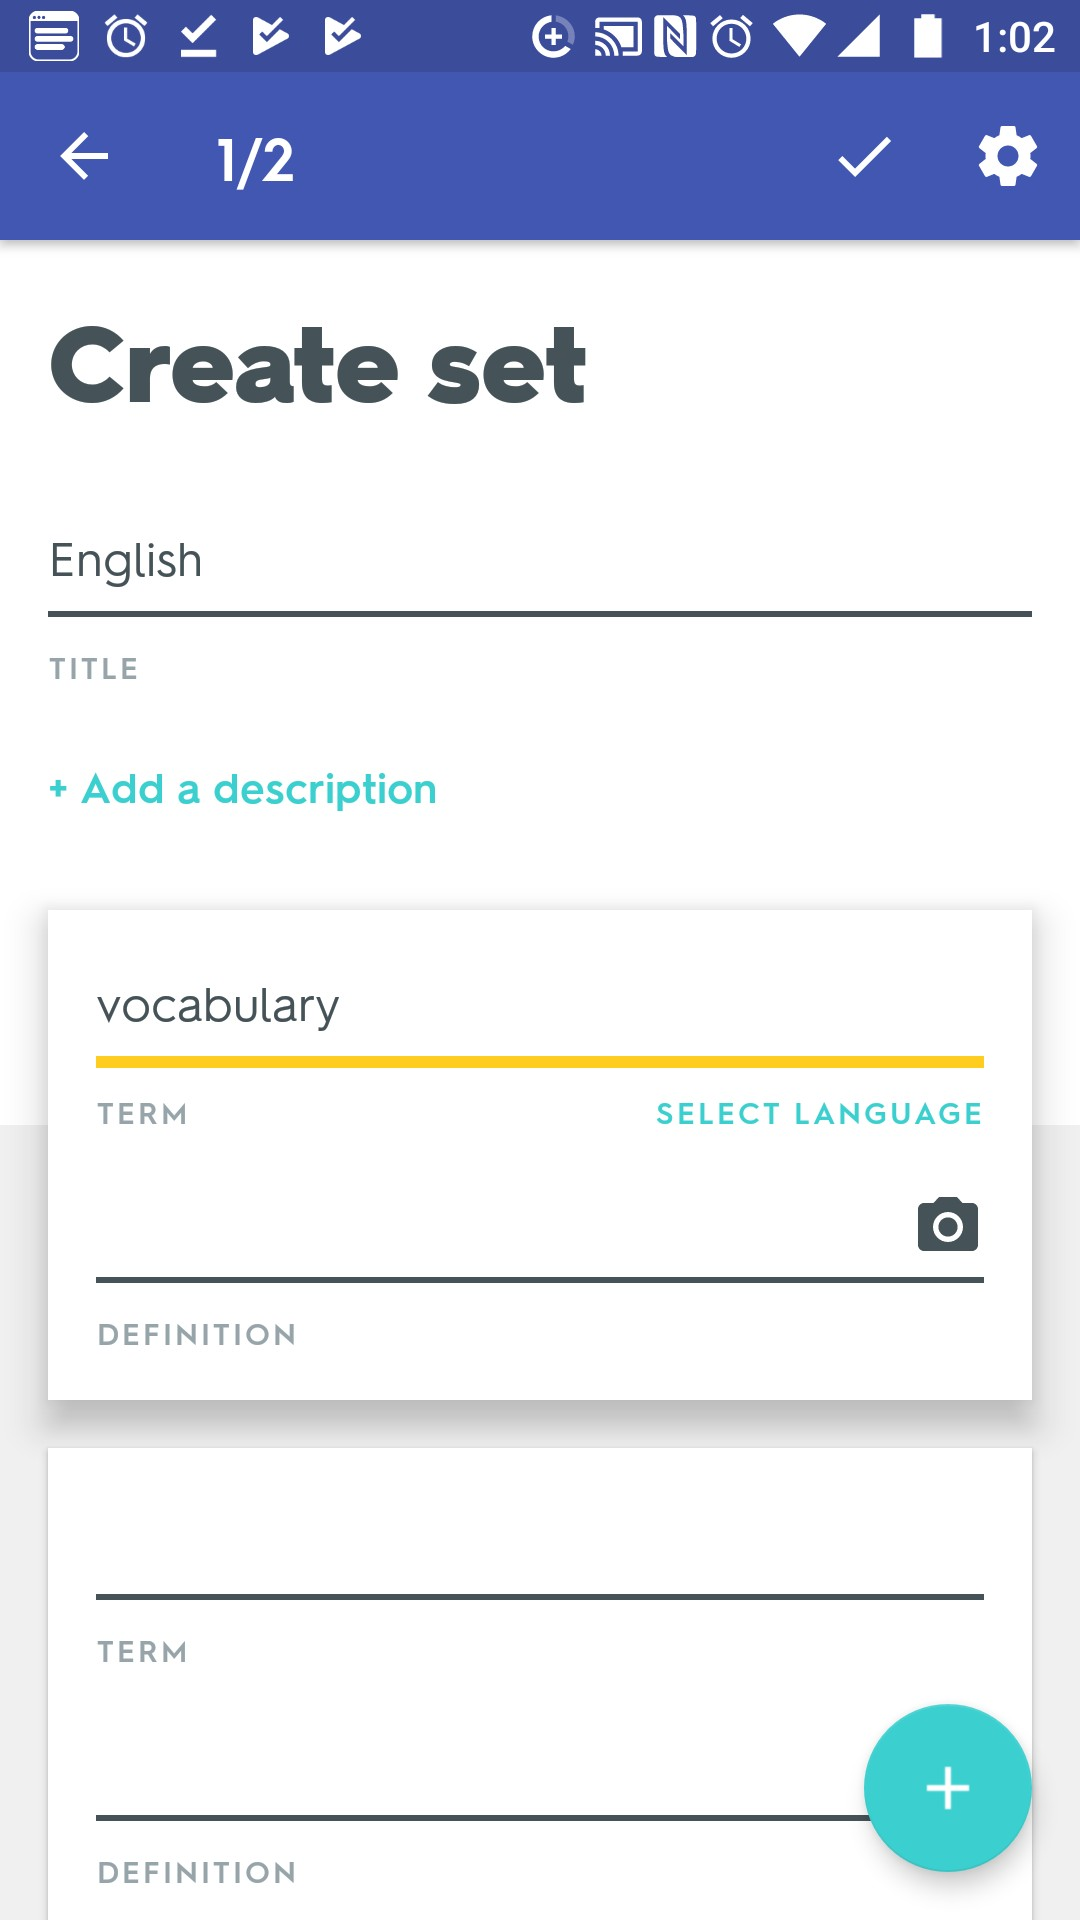 1:02
1/2
Create set
English
TITLE
+ Add a description
vocabulary
TERM SELECT LANGUAGE
DEFINITION
TERM
DEFINITION